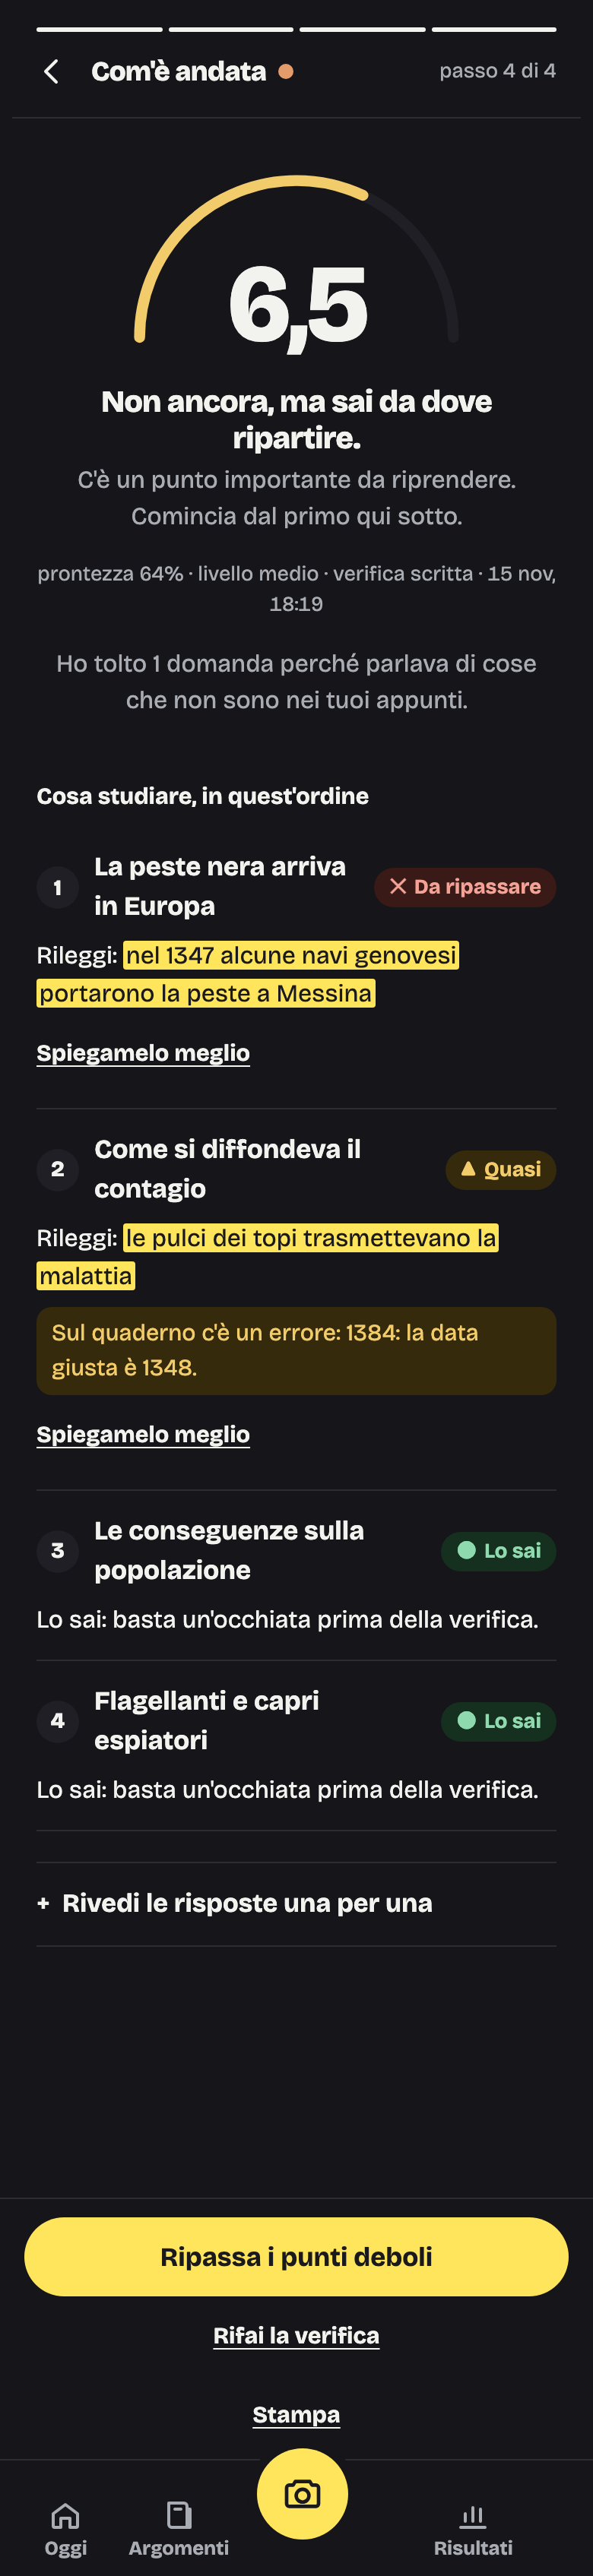 Com'è andata
passo 4 di 4
6,5
Non ancora, ma sai da dove
ripartire.
C'è un punto importante da riprendere.
Comincia dal primo qui sotto.
prontezza 64% · livello medio · verifica scritta · 15 nov,
18:19
Ho tolto 1 domanda perché parlava di cose
che non sono nei tuoi appunti.
Cosa studiare, in quest'ordine
1
La peste nera arriva
in Europa
Da ripassare
Rileggi: nel 1347 alcune navi genovesi
portarono la peste a Messina
Spiegamelo meglio
2
Come si diffondeva il
contagio
Quasi
Rileggi: le pulci dei topi trasmettevano la
malattia
Sul quaderno c'è un errore: 1384: la data
giusta è 1348.
Spiegamelo meglio
3
Le conseguenze sulla
popolazione
Lo sai
Lo sai: basta un'occhiata prima della verifica.
4
Flagellanti e capri
espiatori
Lo sai
Lo sai: basta un'occhiata prima della verifica.
+ Rivedi le risposte una per una
Ripassa i punti deboli
Rifai la verifica
Stampa
Oggi
Argomenti
Risultati